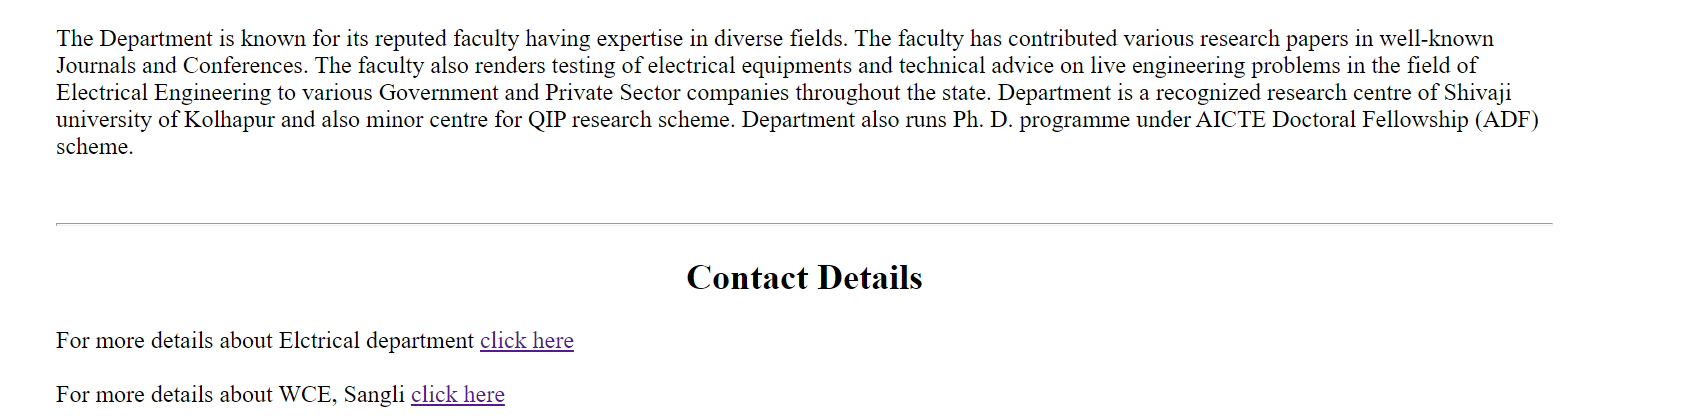 The Department is known for its reputed faculty having expertise in diverse fields. The faculty has contributed various research papers in well-known
Journals and Conferences. The faculty also renders testing of electrical equipments and technical advice on live engineering problems in the field of
Electrical Engineering to various Government and Private Sector companies throughout the state. Department is a recognized research centre of Shivaji
university of Kolhapur and also minor centre for QIP research scheme. Department also runs Ph. D. programme under AICTE Doctoral Fellowship (ADF)
scheme.
Contact Details
For more details about Elctrical department click here
For more details about WCE, Sangli click here